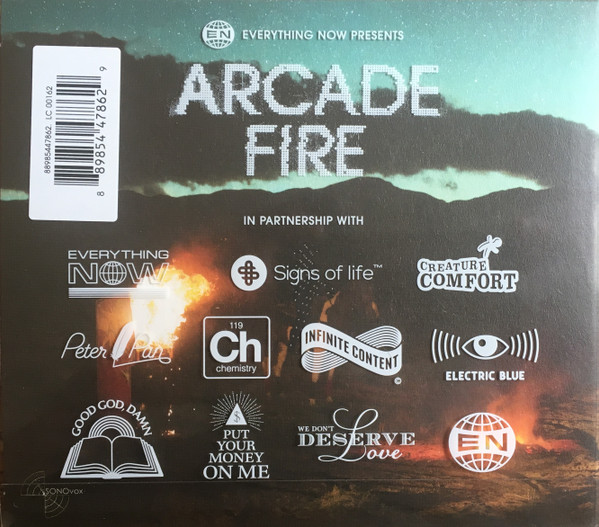 EN EVERYTHING NOW PRESENTS
ARCADE
FIRE
88985447862 LC 00162
8 89854 47862 9
IN PARTNERSHIP WITH
EVERYTHING
NOW
Signs of life™
CREATURE
COMFORT
Peter Pan
119
Ch
chemistry
INFINITE CONTENT
©
ELECTRIC BLUE
GOOD GOD, DAMN
PUT
YOUR
MONEY
ON ME
$
WE DON'T
DESERVE
Love
EN
SONOVOX